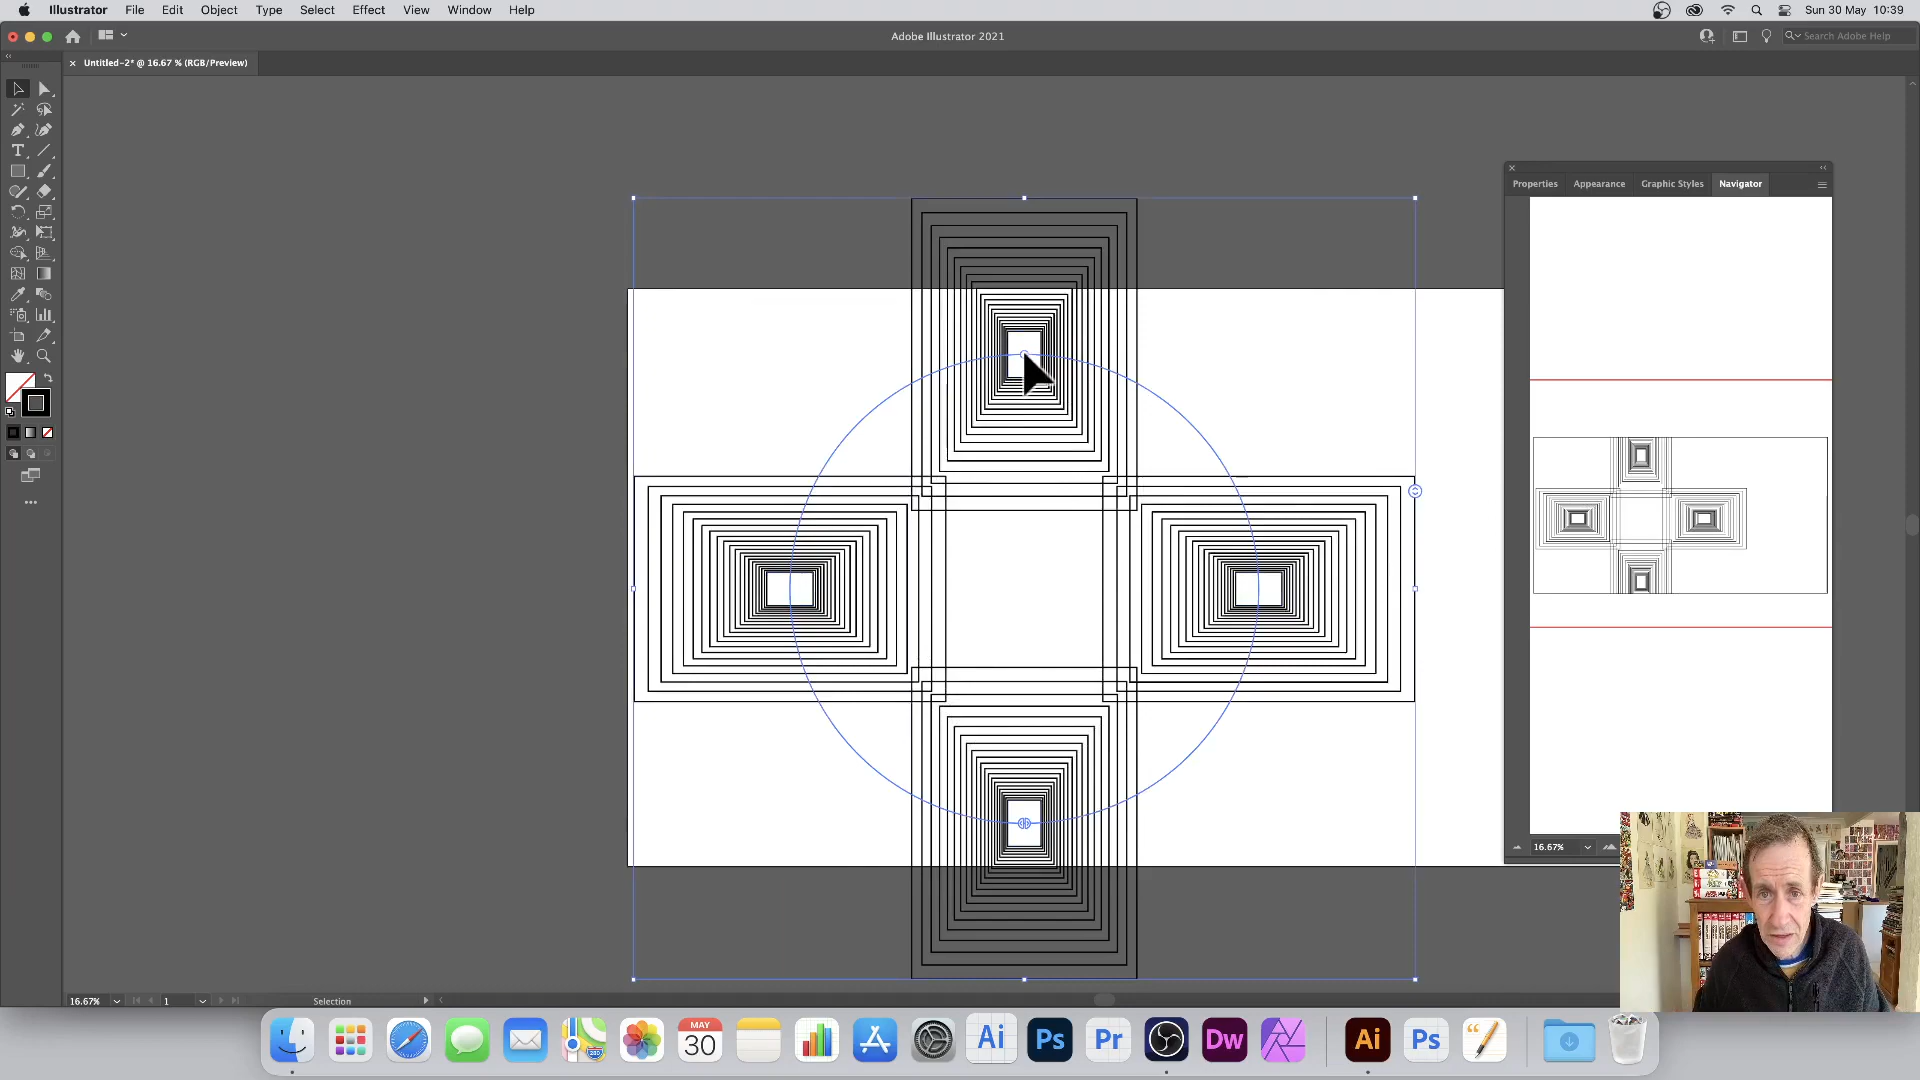 Illustrator File Edit Object Type Select Effect View Window Help
Sun 30 May 10:39
Adobe Illustrator 2021
Search Adobe Help
Untitled-2* @ 16.67 % (RGB/Preview)
Properties Appearance Graphic Styles Navigator
16.67%
16.67% 1 Selection
MAY
30
280
Ai Ps Pr Dw Ai Ps